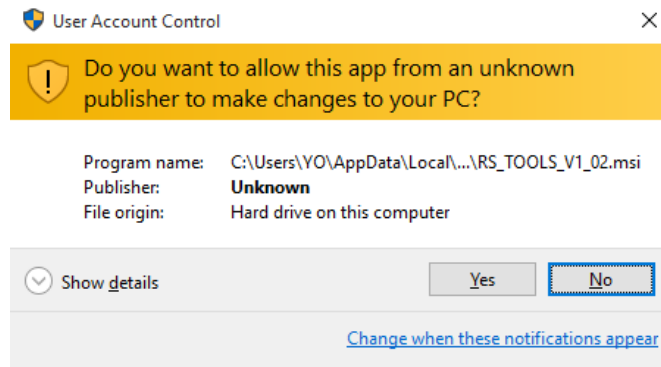 User Account Control
Do you want to allow this app from an unknown
publisher to make changes to your PC?
Program name: C:\Users\YO\AppData\Local\...\RS_TOOLS_V1_02.msi
Publisher: Unknown
File origin: Hard drive on this computer
Show details Yes No
Change when these notifications appear